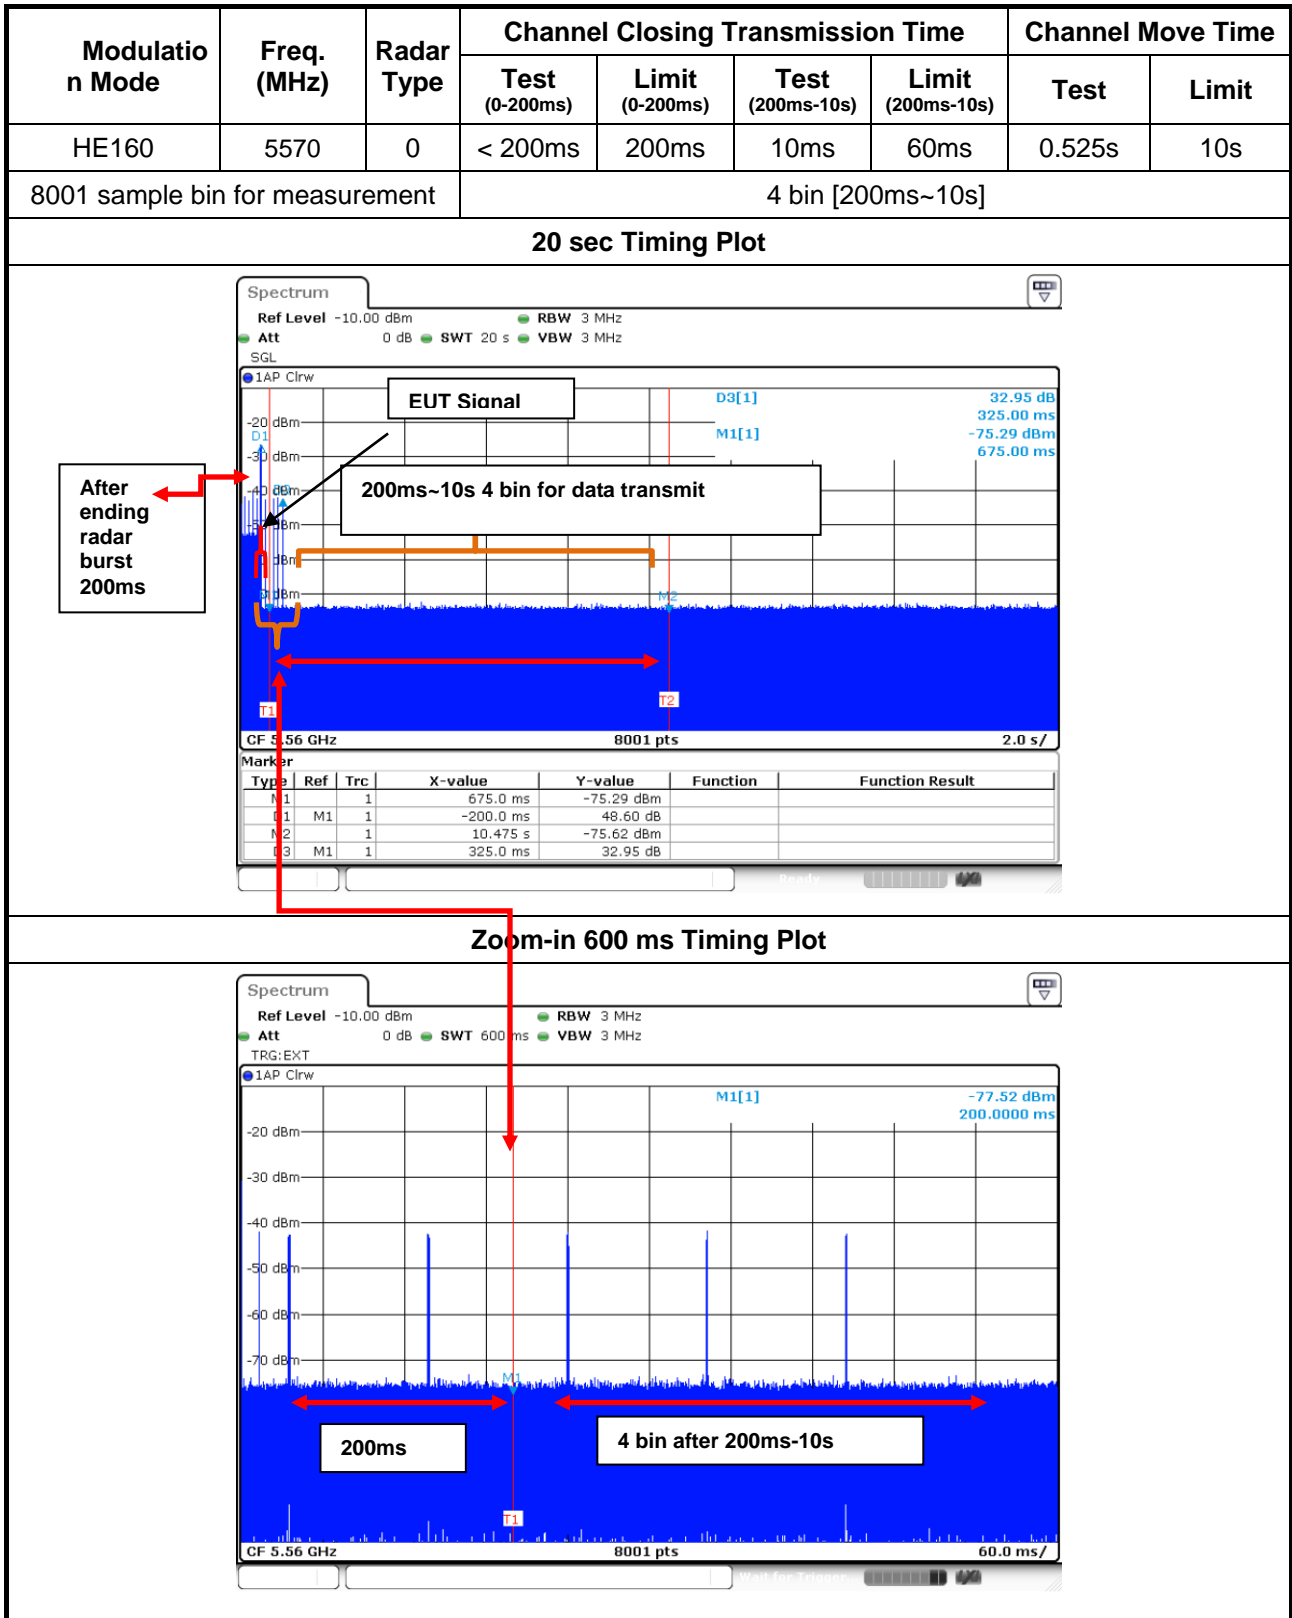 Modulatio
n Mode
Freq.
(MHz)
Radar
Type
Channel Closing Transmission Time
Channel Move Time
Test
(0-200ms)
Limit
(0-200ms)
Test
(200ms-10s)
Limit
(200ms-10s)
Test
Limit
HE160 5570 0 < 200ms 200ms 10ms 60ms 0.525s 10s
8001 sample bin for measurement 4 bin [200ms~10s]
20 sec Timing Plot
Spectrum
Ref Level -10.00 dBm RBW 3 MHz
Att 0 dB SWT 20 s VBW 3 MHz
SGL
1AP Clrw
EUT Signal
D3[1] 32.95 dB
325.00 ms
M1[1] -75.29 dBm
675.00 ms
-20 dBm
D1
-30 dBm
After
ending
radar
burst
200ms
200ms~10s 4 bin for data transmit
M2
T1
T2
CF 5.56 GHz 8001 pts 2.0 s/
Marker
Type Ref Trc X-value Y-value Function Function Result
M1 1 675.0 ms -75.29 dBm
D1 M1 1 -200.0 ms 48.60 dB
M2 1 10.475 s -75.62 dBm
D3 M1 1 325.0 ms 32.95 dB
Ready
Zoom-in 600 ms Timing Plot
Spectrum
Ref Level -10.00 dBm RBW 3 MHz
Att 0 dB SWT 600 ms VBW 3 MHz
TRG:EXT
1AP Clrw
M1[1] -77.52 dBm
200.0000 ms
-20 dBm
-30 dBm
-40 dBm
-50 dBm
-60 dBm
-70 dBm
M1
200ms
4 bin after 200ms-10s
T1
CF 5.56 GHz 8001 pts 60.0 ms/
Wait for Trigger